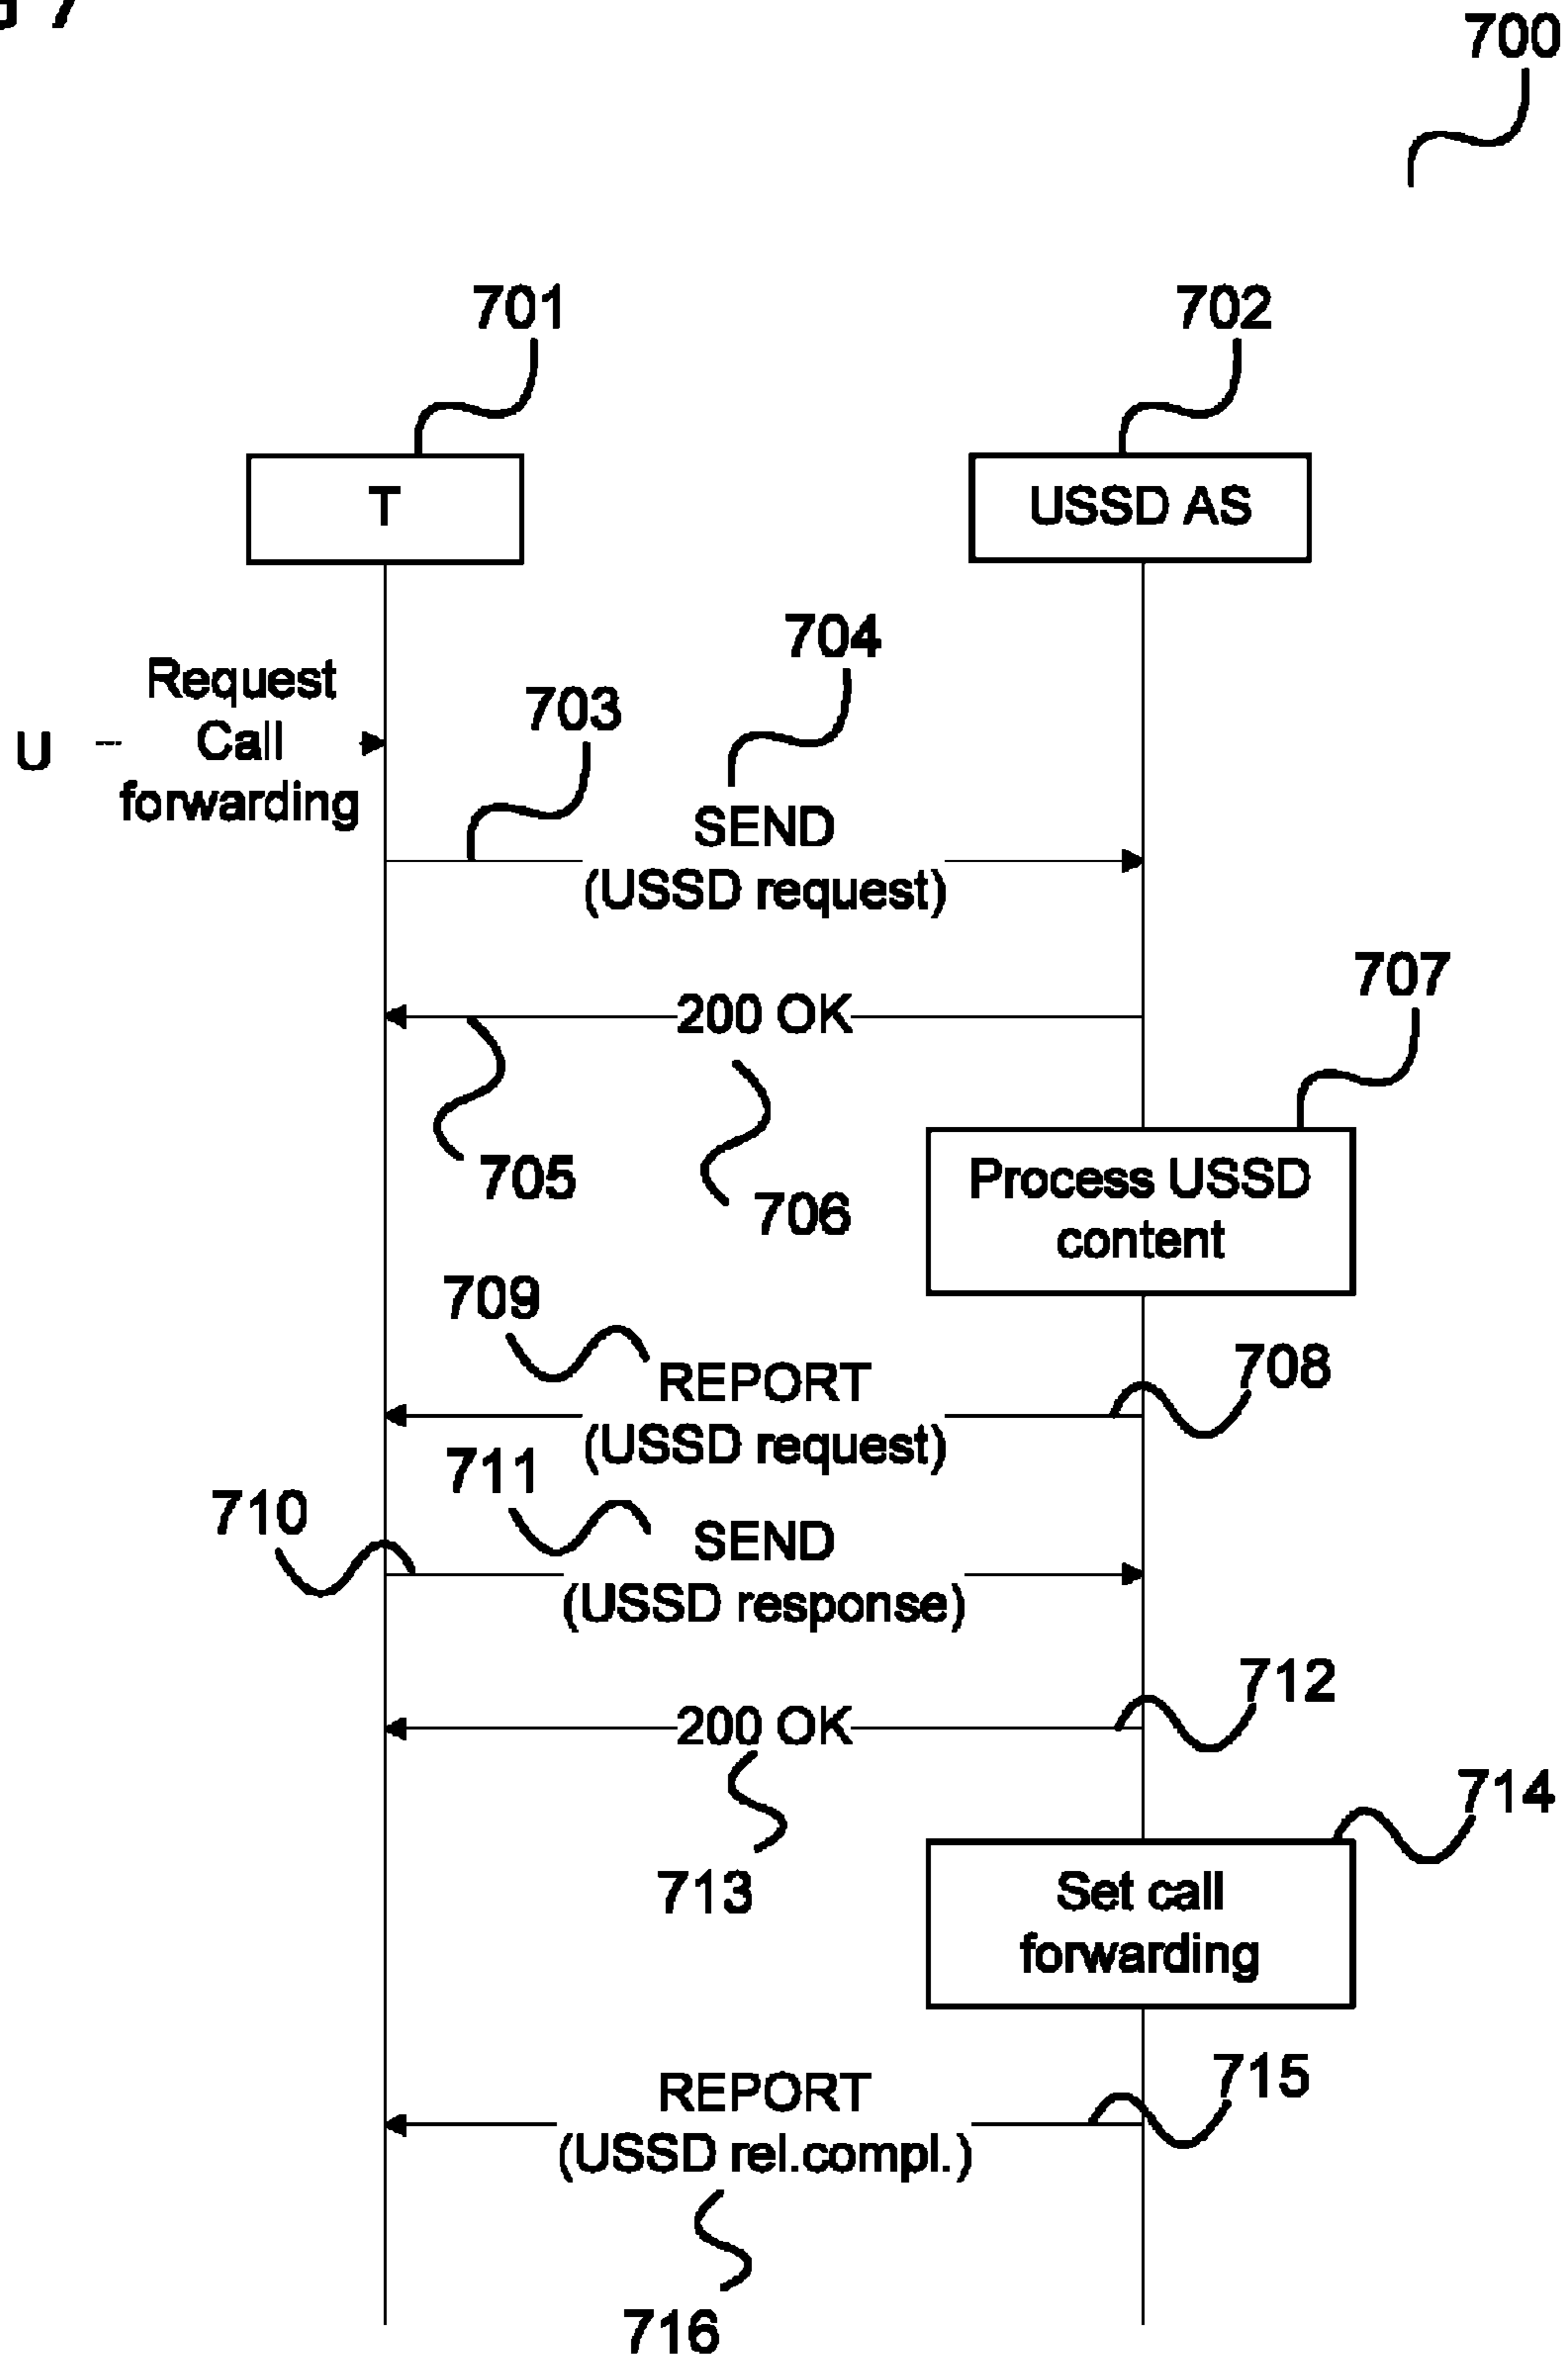 7
700
701
702
T
USSD AS
704
Request
Call
forwarding
703
U
SEND
(USSD request)
707
200 OK
705
706
Process USSD
content
709
708
REPORT
(USSD request)
711
710
SEND
(USSD response)
712
200 OK
714
713
Set call
forwarding
715
REPORT
(USSD rel.compl.)
716